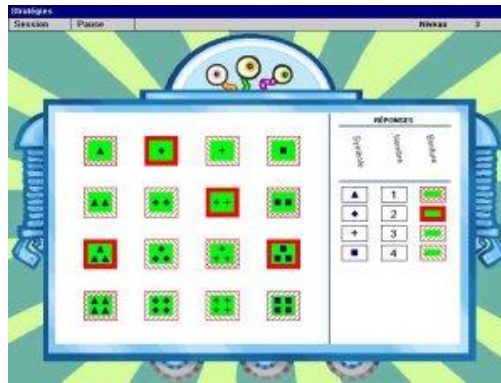 Stratégies
Session Pause Niveau 3
RÉPONSES
Symbole Nombre Bordure
1
2
3
4